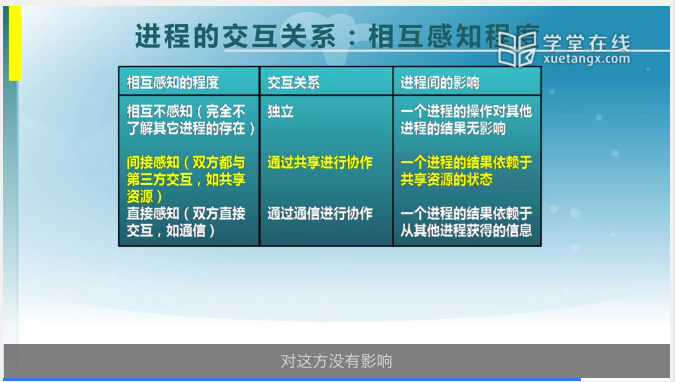 进程的交互关系：相互感知程度
学堂在线
xuetangx.com
相互感知的程度 交互关系 进程间的影响
相互不感知（完全不
了解其它进程的存在）
独立
一个进程的操作对其他
进程的结果无影响
间接感知（双方都与
第三方交互，如共享
资源）
通过共享进行协作
一个进程的结果依赖于
共享资源的状态
直接感知（双方直接
交互，如通信）
通过通信进行协作
一个进程的结果依赖于
从其他进程获得的信息
对这方没有影响